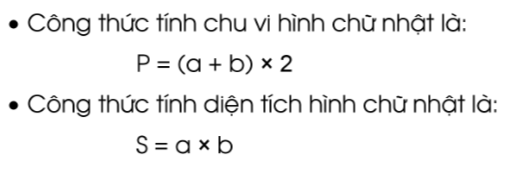 • Công thức tính chu vi hình chữ nhật là:
P = (a + b) × 2
• Công thức tính diện tích hình chữ nhật là:
S = a × b